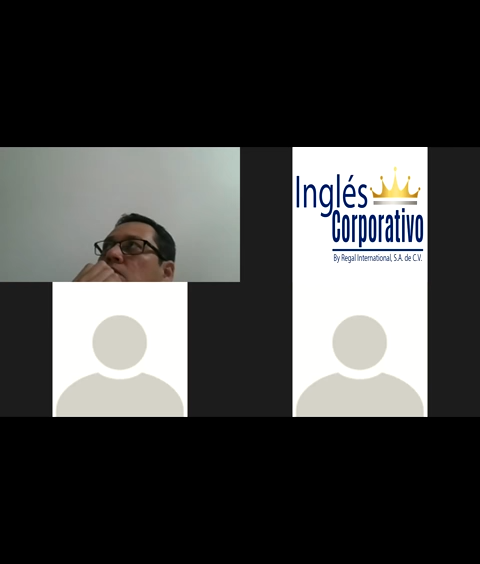 Inglés
Corporativo
By Regal International, S.A. de C.V.